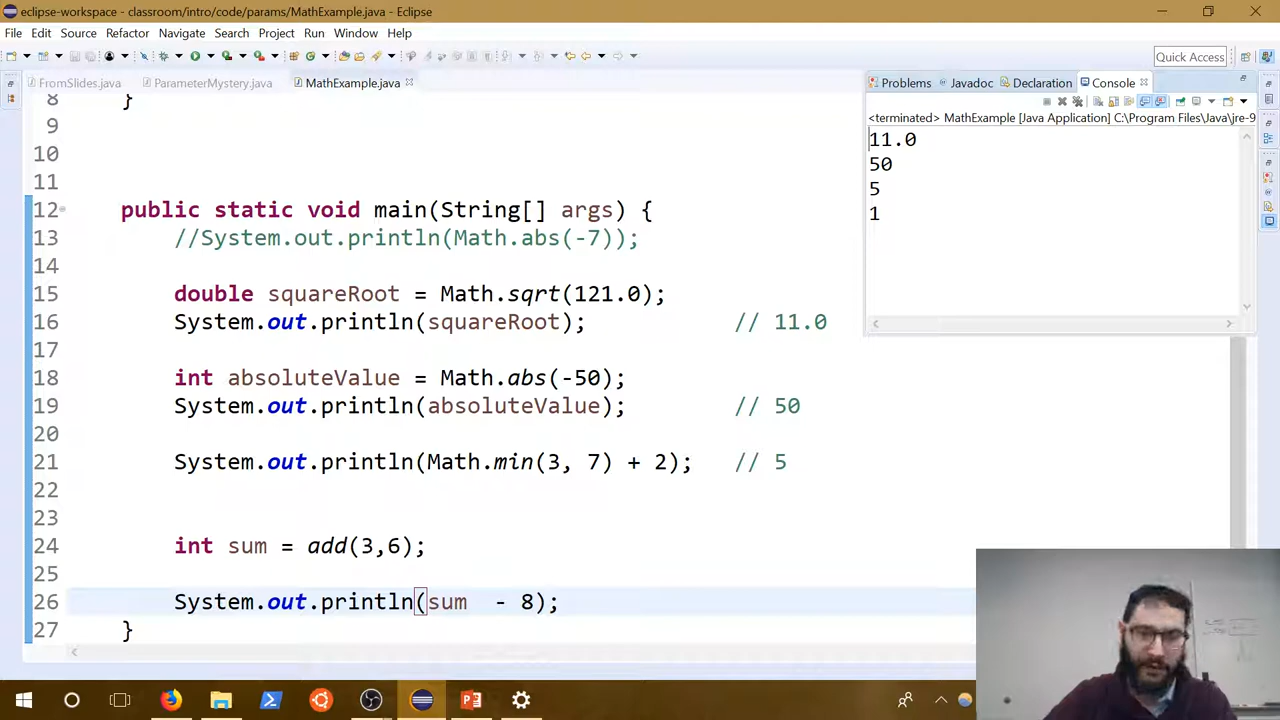 eclipse-workspace - classroom/intro/code/params/MathExample.java - Eclipse
File Edit Source Refactor Navigate Search Project Run Window Help
Quick Access
FromSlides.java ParameterMystery.java MathExample.java
Problems Javadoc Declaration Console
<terminated> MathExample [Java Application] C:\Program Files\Java\jre-9
11.0
50
5
1
8 }
9
10
11
12 public static void main(String[] args) {
13 //System.out.println(Math.abs(-7));
14
15 double squareRoot = Math.sqrt(121.0);
16 System.out.println(squareRoot); // 11.0
17
18 int absoluteValue = Math.abs(-50);
19 System.out.println(absoluteValue); // 50
20
21 System.out.println(Math.min(3, 7) + 2); // 5
22
23
24 int sum = add(3,6);
25
26 System.out.println(sum  - 8);
27 }